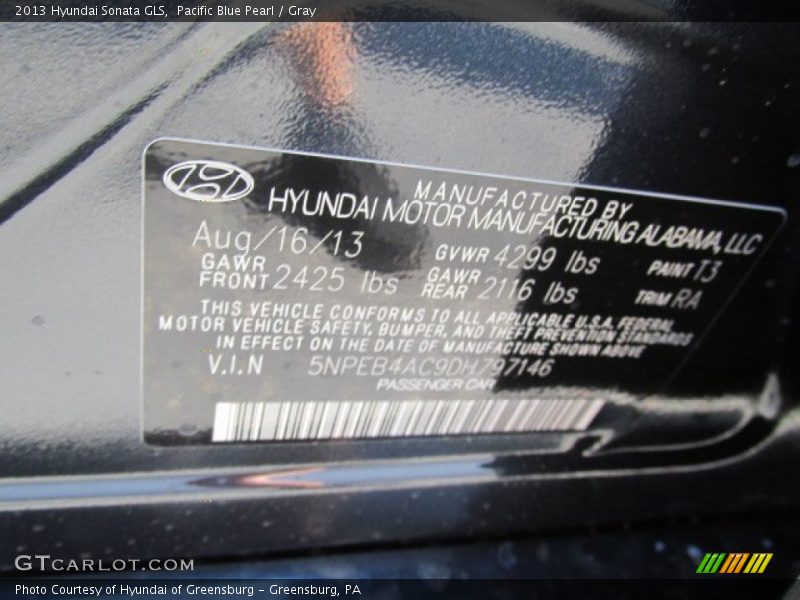 2013 Hyundai Sonata GLS, Pacific Blue Pearl / Gray
MANUFACTURED BY
HYUNDAI MOTOR MANUFACTURING ALABAMA, LLC
Aug/16/13 GVWR 4299 lbs PAINT T3
GAWR FRONT 2425 lbs GAWR REAR 2116 lbs TRIM RA
THIS VEHICLE CONFORMS TO ALL APPLICABLE U.S.A. FEDERAL
MOTOR VEHICLE SAFETY, BUMPER, AND THEFT PREVENTION STANDARDS
IN EFFECT ON THE DATE OF MANUFACTURE SHOWN ABOVE
V.I.N 5NPEB4AC9DH797146
PASSENGER CAR
GTCARLOT.COM
Photo Courtesy of Hyundai of Greensburg - Greensburg, PA